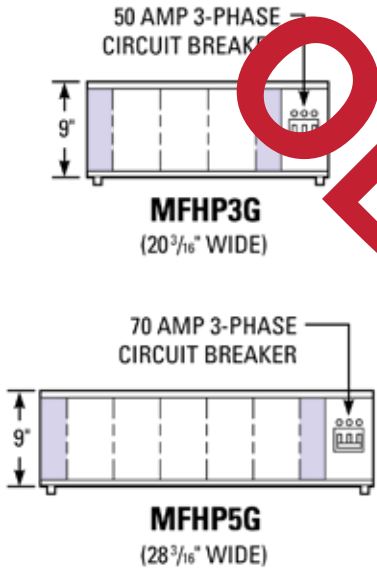 50 AMP 3-PHASE
CIRCUIT BREAKER
9"
MFHP3G
(20 3/16" WIDE)
70 AMP 3-PHASE
CIRCUIT BREAKER
9"
MFHP5G
(28 3/16" WIDE)